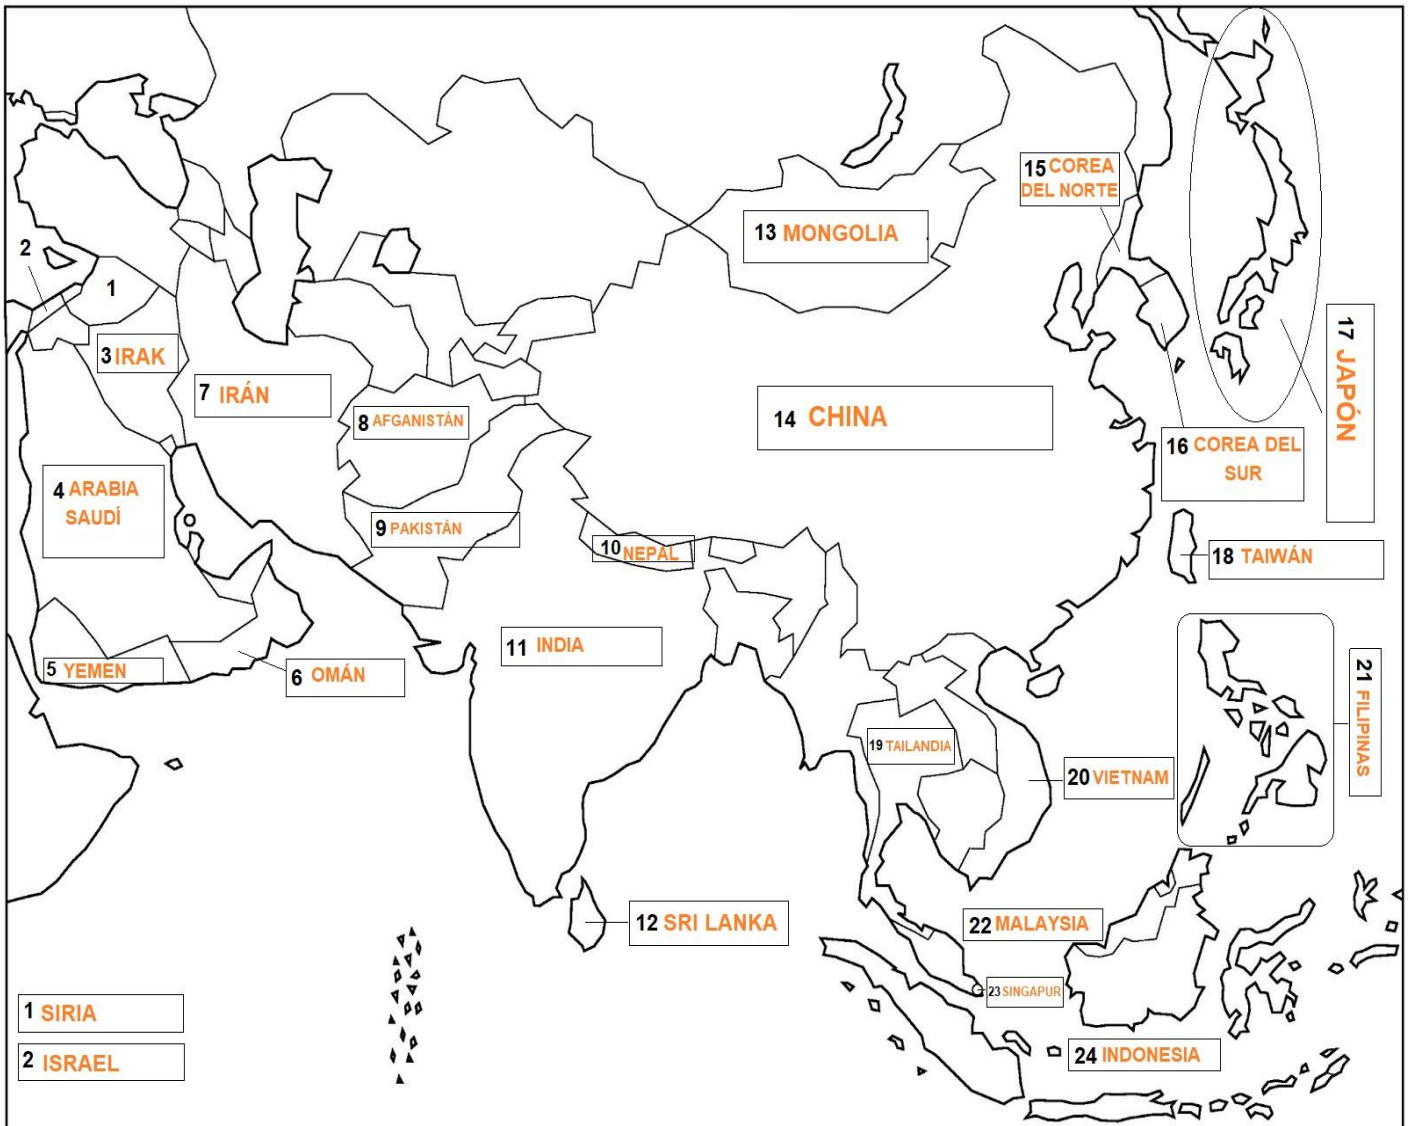 2
1
3 IRAK
7 IRÁN
8 AFGANISTÁN
4 ARABIA
SAUDÍ
9 PAKISTÁN
10 NEPAL
5 YEMEN
6 OMÁN
11 INDIA
12 SRI LANKA
13 MONGOLIA
14 CHINA
15 COREA
DEL NORTE
16 COREA DEL
SUR
17 JAPÓN
18 TAIWÁN
19 TAILANDIA
20 VIETNAM
21 FILIPINAS
22 MALAYSIA
23 SINGAPUR
24 INDONESIA
1 SIRIA
2 ISRAEL